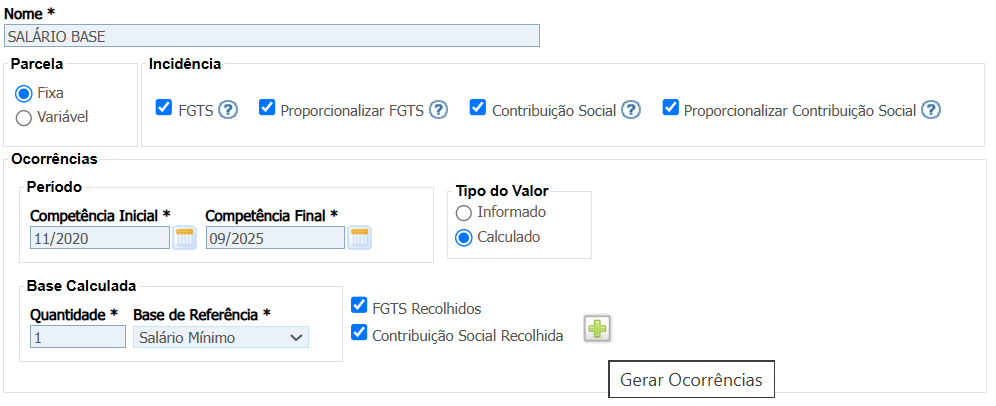 Nome *
SALÁRIO BASE
Parcela
Fixa
Variável
Incidência
FGTS ? Proporcionalizar FGTS ? Contribuição Social ? Proporcionalizar Contribuição Social ?
Ocorrências
Período
Competência Inicial * Competência Final *
11/2020 09/2025
Tipo do Valor
Informado
Calculado
Base Calculada
Quantidade * Base de Referência *
1 Salário Mínimo
FGTS Recolhidos
Contribuição Social Recolhida
Gerar Ocorrências